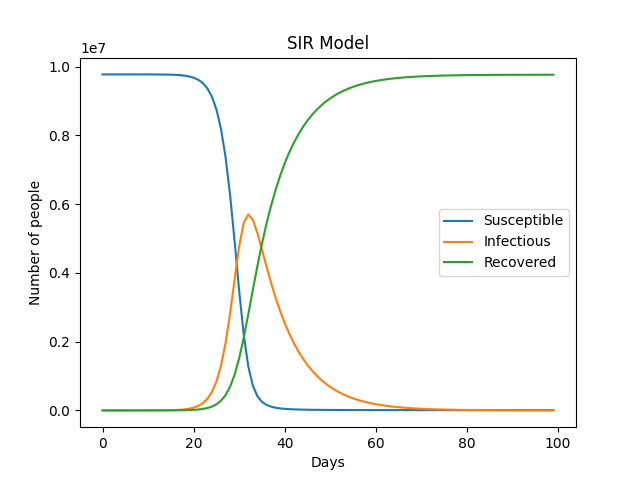 SIR Model
1e7
1.0
0.8
0.6
0.4
0.2
0.0
Number of people
Susceptible
Infectious
Recovered
0 20 40 60 80 100
Days